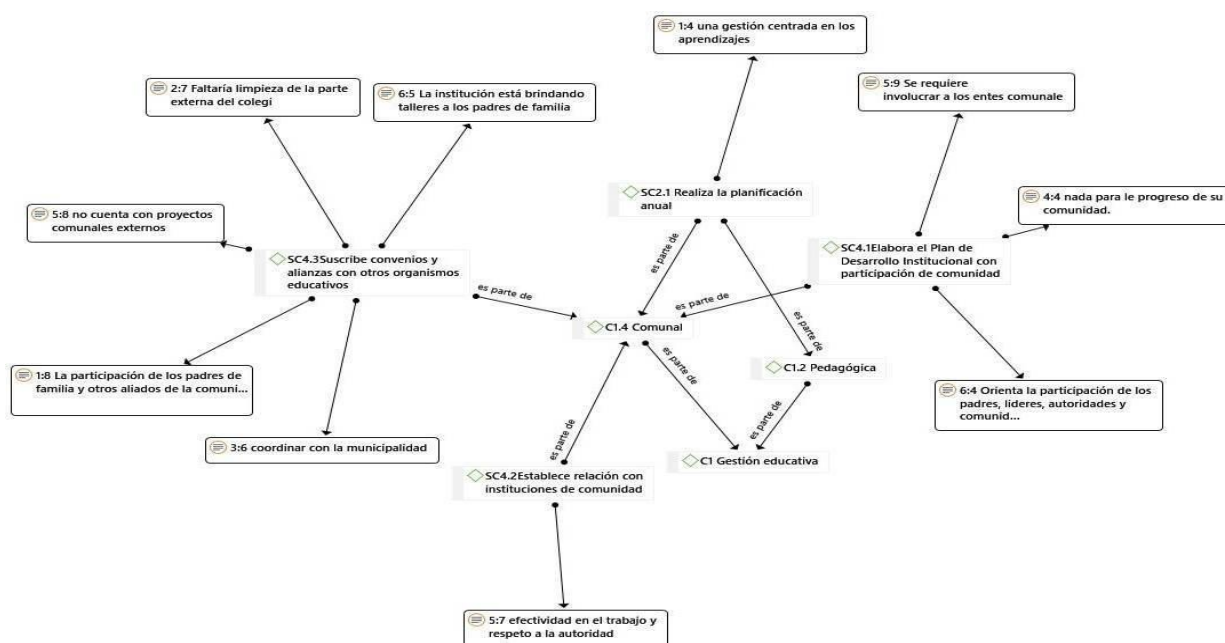 1:4 una gestión centrada en los
aprendizajes
2:7 Faltaría limpieza de la parte
externa del colegi
6:5 La institución está brindando
talleres a los padres de familia
5:9 Se requiere
involucrar a los entes comunale
SC2.1 Realiza la planificación
anual
4:4 nada para le progreso de su
comunidad.
5:8 no cuenta con proyectos
comunales externos
SC4.3Suscribe convenios y
alianzas con otros organismos
educativos
SC4.1Elabora el Plan de
Desarrollo Institucional con
participación de comunidad
es parte de
es parte de
es parte de
es parte de
C1.4 Comunal
es parte de
C1.2 Pedagógica
1:8 La participación de los padres de
familia y otros aliados de la comuni...
6:4 Orienta la participación de los
padres, lideres, autoridades y
comunid...
es parte de
es parte de
3:6 coordinar con la municipalidad
C1 Gestión educativa
SC4.2Establece relación con
instituciones de comunidad
5:7 efectividad en el trabajo y
respeto a la autoridad